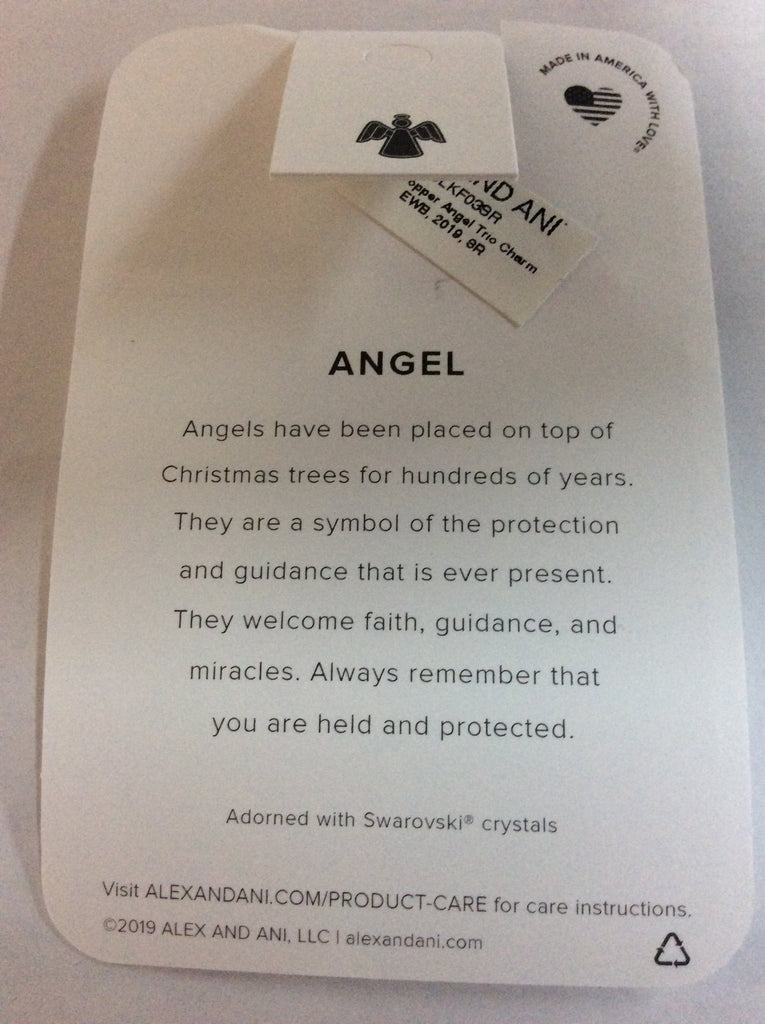 MADE IN AMERICA WITH LOVE®
ND ANI
LKF039R
opper Angel Trio Charm
EWB, 2019, SR
ANGEL
Angels have been placed on top of
Christmas trees for hundreds of years.
They are a symbol of the protection
and guidance that is ever present.
They welcome faith, guidance, and
miracles. Always remember that
you are held and protected.
Adorned with Swarovski® crystals
Visit ALEXANDANI.COM/PRODUCT-CARE for care instructions.
©2019 ALEX AND ANI, LLC | alexandani.com